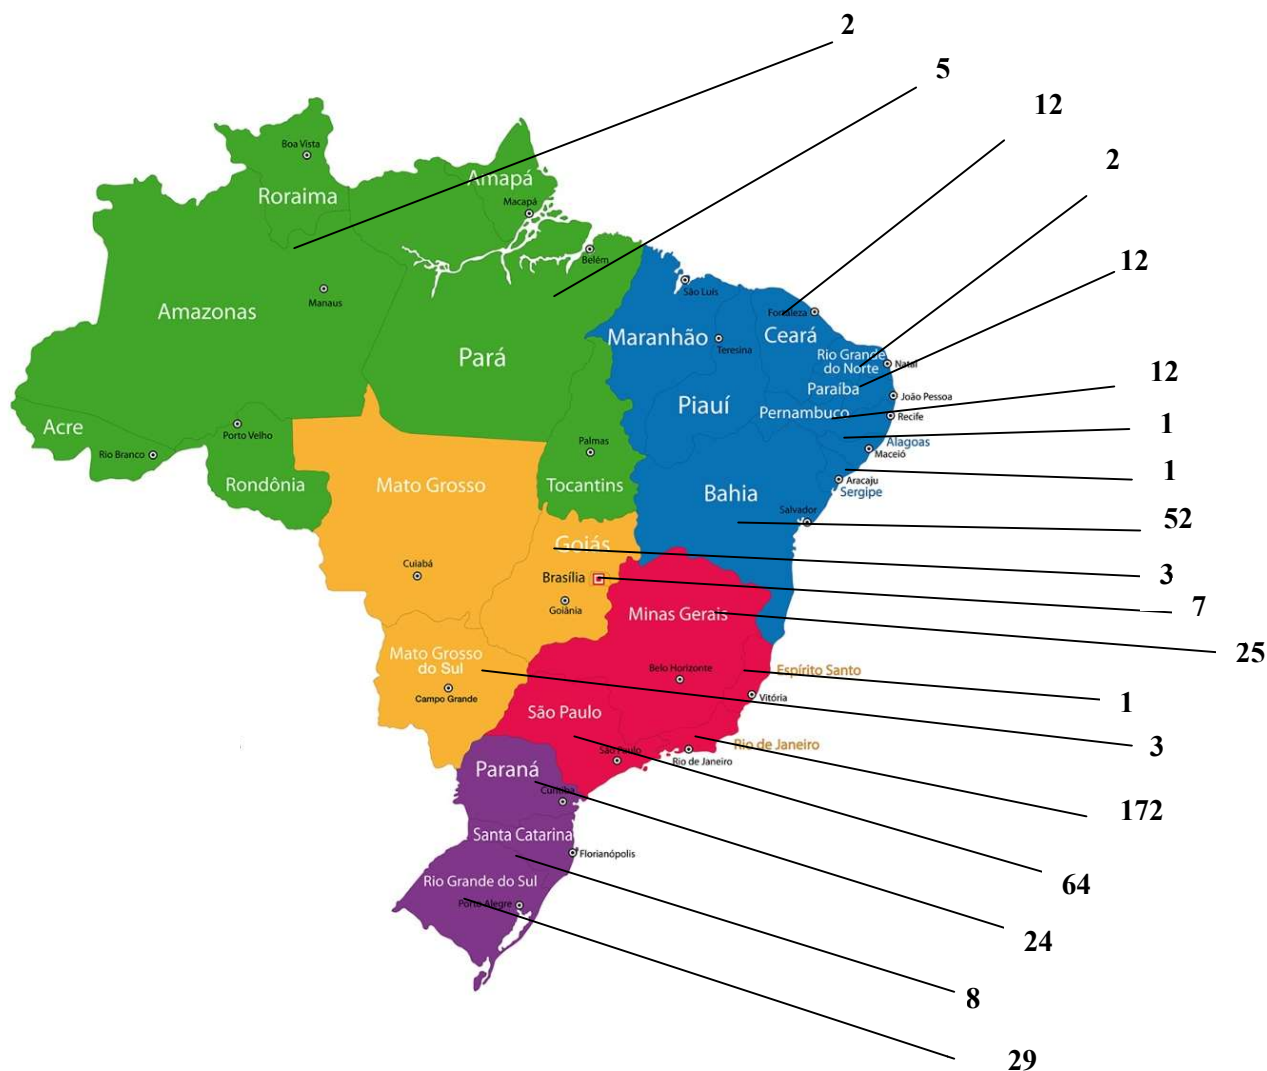 2
5
12
Boa Vista
2
Amapá
Roraima
Macapá
Belém
12
Manaus
São Luís
Amazonas
Fortaleza
Maranhão
Ceará
Teresina
Pará
Rio Grande
do Norte
Natal
12
Paraíba
João Pessoa
Piauí
Pernambuco
Recife
1
Acre
Porto Velho
Palmas
Alagoas
Rio Branco
Maceió
1
Rondônia
Mato Grosso
Tocantins
Bahia
Aracaju
Sergipe
Salvador
52
Goiás
Cuiabá
Brasília
3
Goiânia
7
Minas Gerais
25
Mato Grosso
do Sul
Belo Horizonte
Espírito Santo
Campo Grande
Vitória
1
São Paulo
Rio de Janeiro
3
São Paulo
Rio de Janeiro
Paraná
Curitiba
172
Santa Catarina
Florianópolis
Rio Grande do Sul
64
Porto Alegre
24
8
29